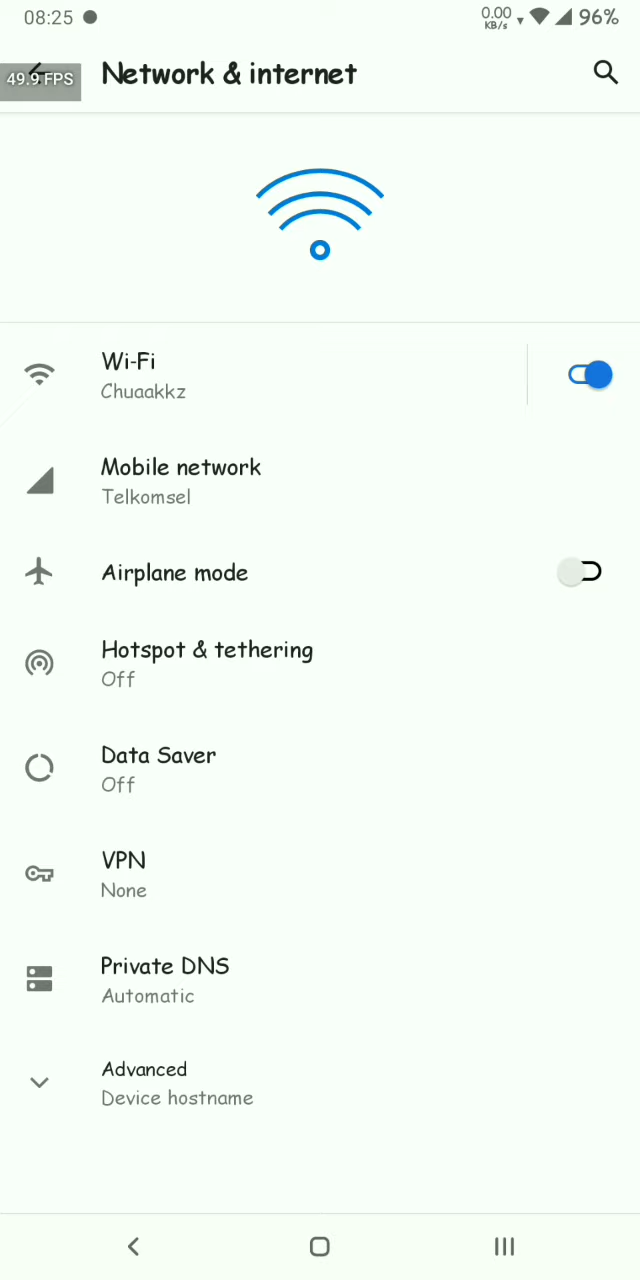 08:25
0.00 KB/s
96%
49.9 FPS
Network & internet
Wi-Fi
Chuaakkz
Mobile network
Telkomsel
Airplane mode
Hotspot & tethering
Off
Data Saver
Off
VPN
None
Private DNS
Automatic
Advanced
Device hostname